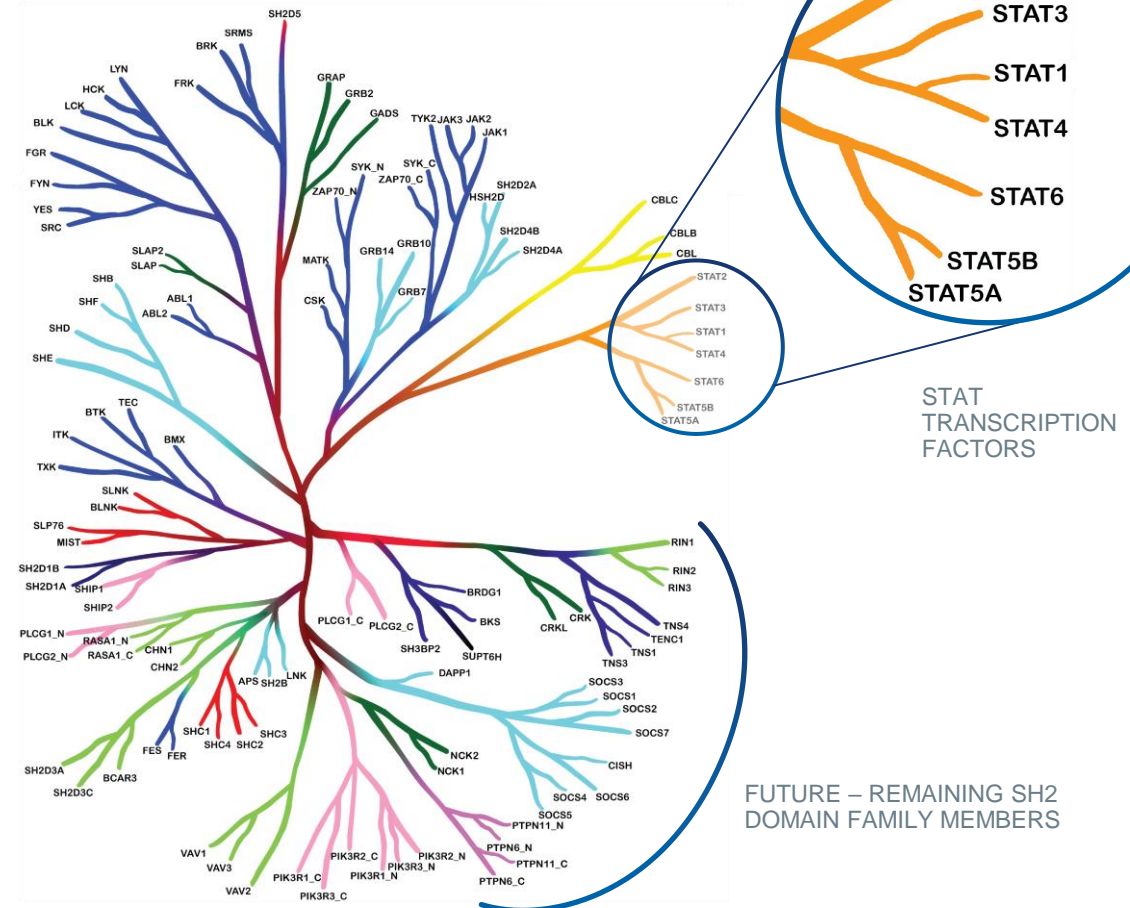 SH2D5
SRMS
BRK
FRK
LYN
HCK
LCK
BLK
FGR
FYN
YES
SRC
GRAP
GRB2
GADS
TYK2
JAK3
JAK2
JAK1
SYK_N
ZAP70_N
SYK_C
ZAP70_C
SH2D2A
HSH2D
SH2D4B
SH2D4A
GRB10
GRB14
GRB7
MATK
CSK
CBLC
CBLB
CBL
STAT2
STAT3
STAT1
STAT4
STAT6
STAT5B
STAT5A
STAT3
STAT1
STAT4
STAT6
STAT5B
STAT5A
STAT
TRANSCRIPTION
FACTORS
SLAP2
SLAP
ABL1
ABL2
SHB
SHF
SHD
SHE
TEC
BTK
ITK
BMX
TXK
SLNK
BLNK
SLP76
MIST
SH2D1B
SH2D1A
SHIP1
SHIP2
PLCG1_N
PLCG2_N
RASA1_N
RASA1_C
CHN1
CHN2
APS
SH2B
LNK
SHC1
SHC4
SHC2
SHC3
FES
FER
SH2D3A
SH2D3C
BCAR3
VAV1
VAV3
VAV2
PIK3R1_C
PIK3R3_C
PIK3R2_C
PIK3R1_N
PIK3R3_N
PIK3R2_N
PTPN11_N
PTPN6_N
PTPN11_C
PTPN6_C
NCK2
NCK1
DAPP1
SOCS3
SOCS1
SOCS2
SOCS7
CISH
SOCS6
SOCS4
SOCS5
PLCG1_C
PLCG2_C
SH3BP2
BRDG1
BKS
SUPT6H
CRKL
CRK
RIN1
RIN2
RIN3
TNS4
TENC1
TNS1
TNS3
FUTURE – REMAINING SH2
DOMAIN FAMILY MEMBERS